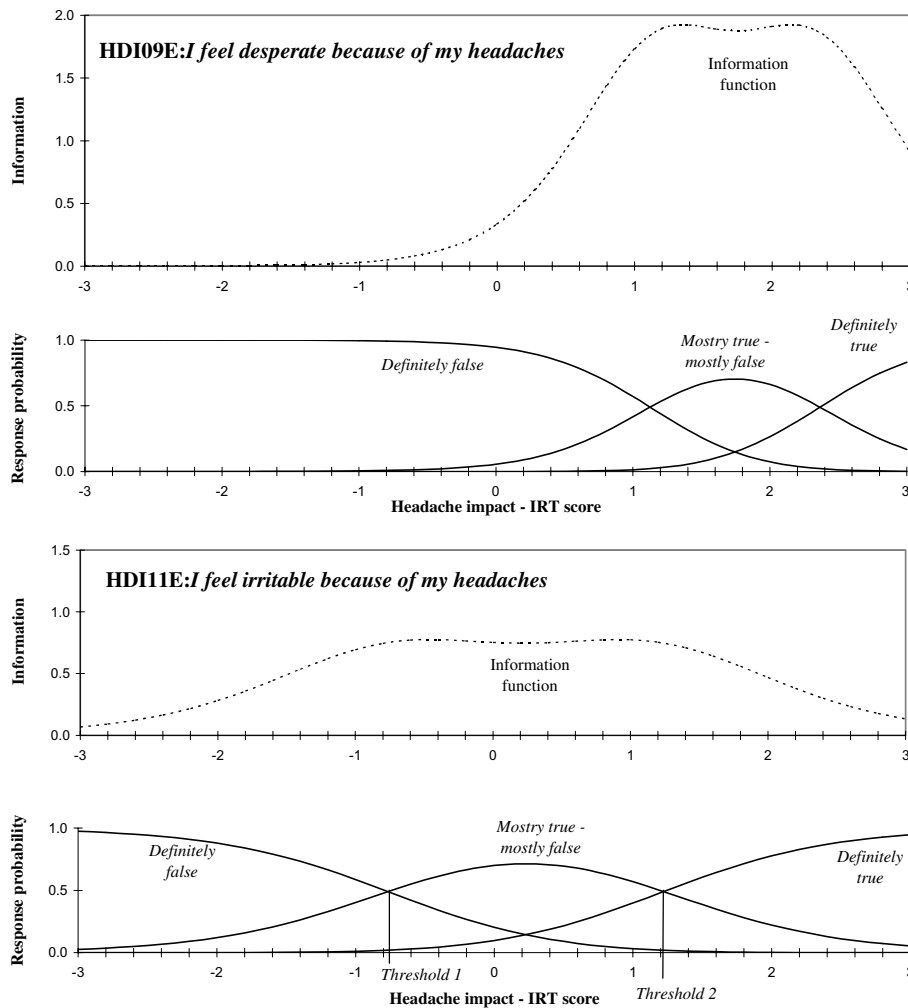 2.0
HDI09E:I feel desperate because of my headaches
1.5
Information
function
Information
1.0
0.5
0.0
-3 -2 -1 0 1 2 3
Definitely
true
1.0
Mostry true -
mostly false
Definitely false
Response probability
0.5
0.0
-3 -2 -1 0 1 2 3
Headache impact - IRT score
1.5
HDI11E:I feel irritable because of my headaches
1.0
Information
Information
function
0.5
0.0
-3 -2 -1 0 1 2 3
1.0
Mostry true -
mostly false
Definitely
false
Definitely
true
Response probability
0.5
0.0
-3 -2 -1 0 1 2 3
Threshold 1
Threshold 2
Headache impact - IRT score